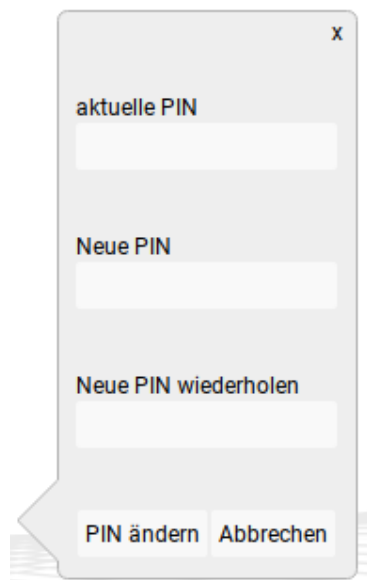 x
aktuelle PIN
Neue PIN
Neue PIN wiederholen
PIN ändern Abbrechen